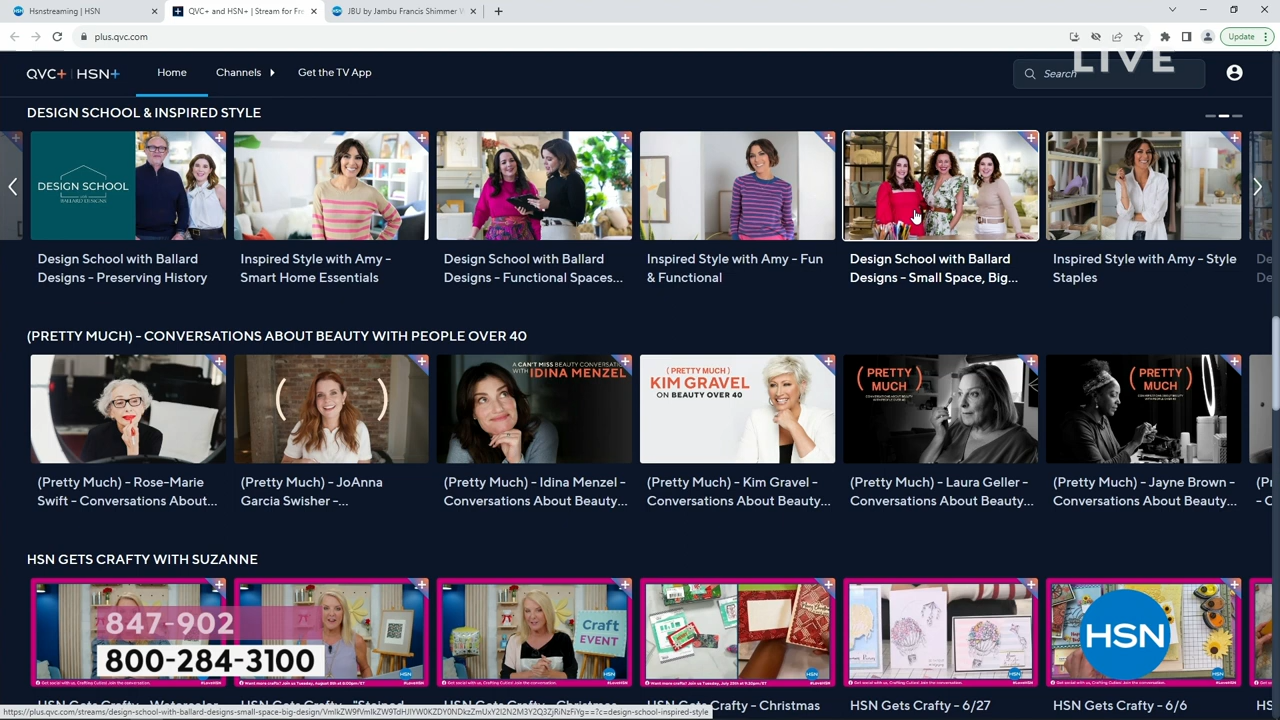 Hsnstreaming | HSN
QVC+ and HSN+ | Stream for Fre
JBU by Jambu Francis Shimmer
plus.qvc.com
Update
LIVE
QVC+ | HSN+
Home
Channels
Get the TV App
Search
DESIGN SCHOOL & INSPIRED STYLE
DESIGN SCHOOL
Design School with Ballard
Designs – Preserving History
Inspired Style with Amy –
Smart Home Essentials
Design School with Ballard
Designs – Functional Spaces...
Inspired Style with Amy – Fun
& Functional
Design School with Ballard
Designs – Small Space, Big...
Inspired Style with Amy – Style
Staples
(PRETTY MUCH) – CONVERSATIONS ABOUT BEAUTY WITH PEOPLE OVER 40
A CAN'T MISS BEAUTY CONVERSATION
WITH IDINA MENZEL
(PRETTY MUCH)
KIM GRAVEL
ON BEAUTY OVER 40
(PRETTY
MUCH)
(PRETTY
MUCH)
(Pretty Much) – Rose-Marie
Swift – Conversations About...
(Pretty Much) – JoAnna
Garcia Swisher –...
(Pretty Much) – Idina Menzel –
Conversations About Beauty...
(Pretty Much) – Kim Gravel –
Conversations About Beauty...
(Pretty Much) – Laura Geller –
Conversations About Beauty...
(Pretty Much) – Jayne Brown –
Conversations About Beauty...
HSN GETS CRAFTY WITH SUZANNE
847-902
800-284-3100
Craft
EVENT
HSN
HSN Gets Crafty – Christmas
HSN Gets Crafty – 6/27
HSN Gets Crafty – 6/6